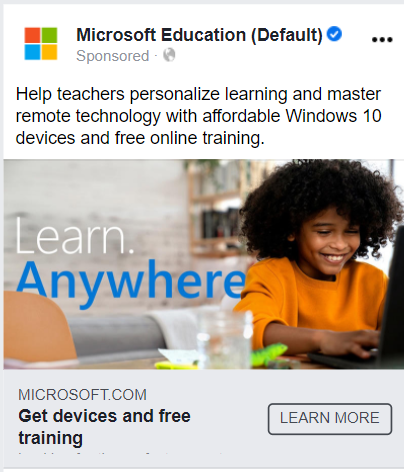 Microsoft Education (Default)
Sponsored ·
Help teachers personalize learning and master
remote technology with affordable Windows 10
devices and free online training.
Learn.
Anywhere
MICROSOFT.COM
Get devices and free
training
LEARN MORE